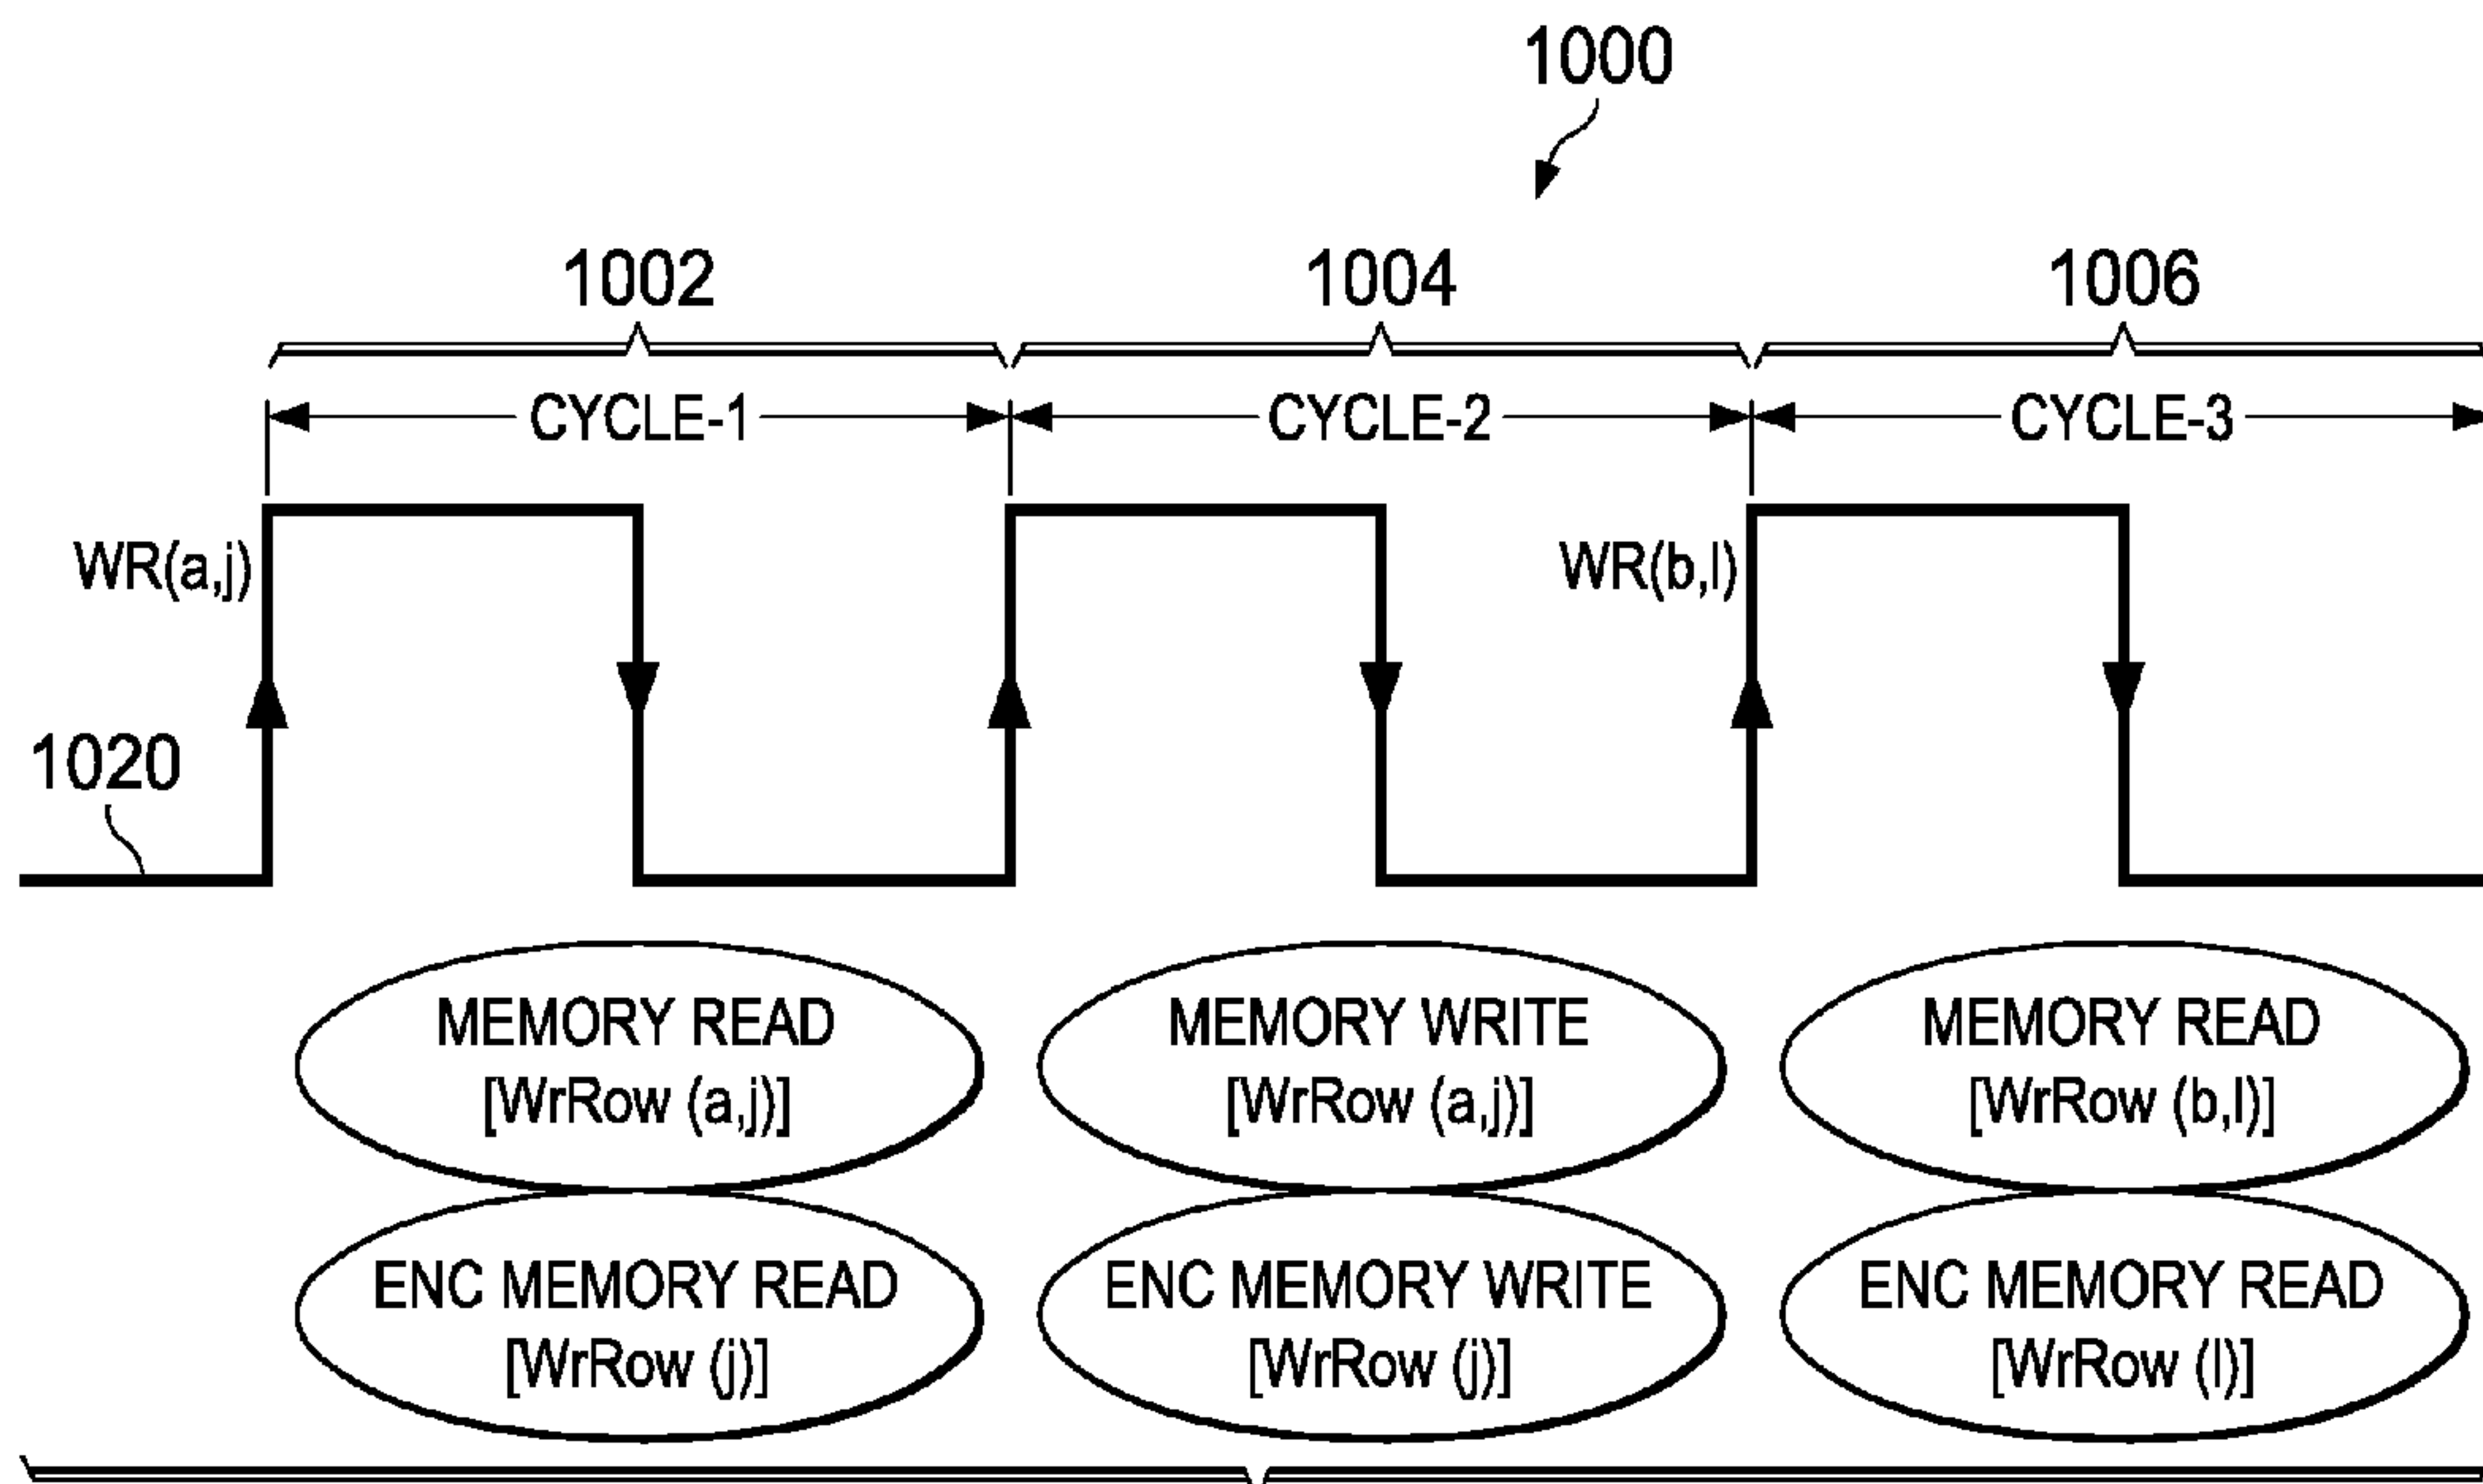 1000
1002 1004 1006
CYCLE-1 CYCLE-2 CYCLE-3
WR(a,j) WR(b,l)
1020
MEMORY READ MEMORY WRITE MEMORY READ
[WrRow (a,j)] [WrRow (a,j)] [WrRow (b,l)]
ENC MEMORY READ ENC MEMORY WRITE ENC MEMORY READ
[WrRow (j)] [WrRow (j)] [WrRow (l)]